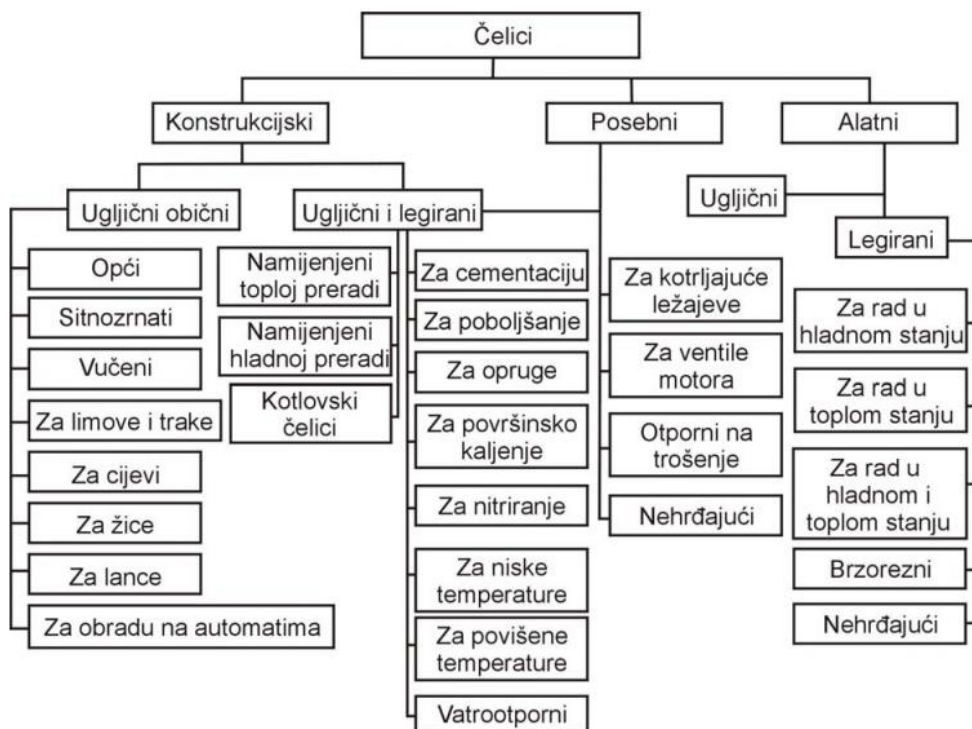 Čelici
Konstrukcijski
Posebni
Alatni
Ugljični obični
Ugljični i legirani
Ugljični
Legirani
Opći
Sitnozrnati
Vučeni
Za limove i trake
Za cijevi
Za žice
Za lance
Za obradu na automatima
Namijenjeni
toploj preradi
Namijenjeni
hladnoj preradi
Kotlovski
čelici
Za cementaciju
Za poboljšanje
Za opruge
Za površinsko
kaljenje
Za nitriranje
Za niske
temperature
Za povišene
temperature
Vatrootporni
Za kotrljajuće
ležajeve
Za ventile
motora
Otporni na
trošenje
Nehrđajući
Za rad u
hladnom stanju
Za rad u
toplom stanju
Za rad u
hladnom i
toplom stanju
Brzorezni
Nehrđajući